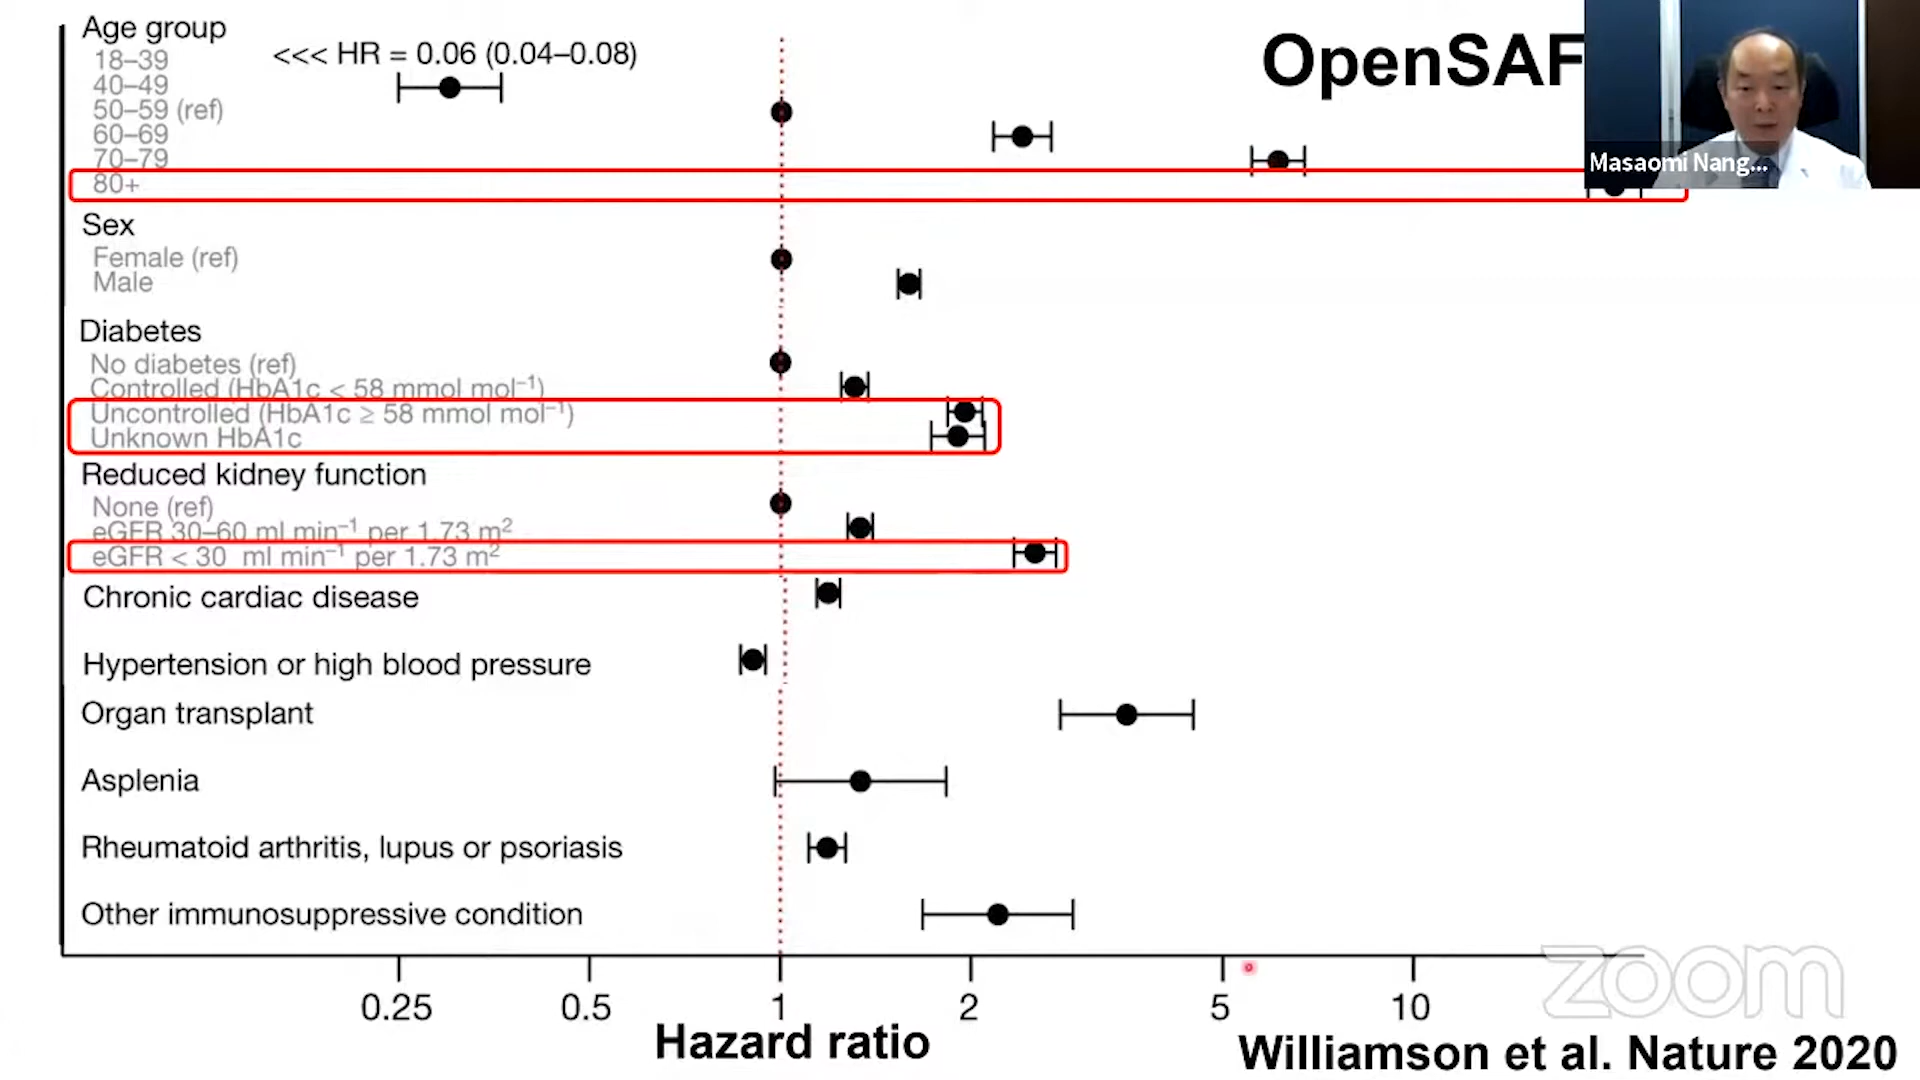 Age group
18–39
<<< HR = 0.06 (0.04–0.08)
40–49
50–59 (ref)
60–69
70–79
80+
OpenSAF
Masaomi Nang...
Sex
Female (ref)
Male
Diabetes
No diabetes (ref)
Controlled (HbA1c < 58 mmol mol⁻¹)
Uncontrolled (HbA1c ≥ 58 mmol mol⁻¹)
Unknown HbA1c
Reduced kidney function
None (ref)
eGFR 30–60 ml min⁻¹ per 1.73 m²
eGFR < 30 ml min⁻¹ per 1.73 m²
Chronic cardiac disease
Hypertension or high blood pressure
Organ transplant
Asplenia
Rheumatoid arthritis, lupus or psoriasis
Other immunosuppressive condition
0.25 0.5 1 2 5 10
Hazard ratio
zoom
Williamson et al. Nature 2020